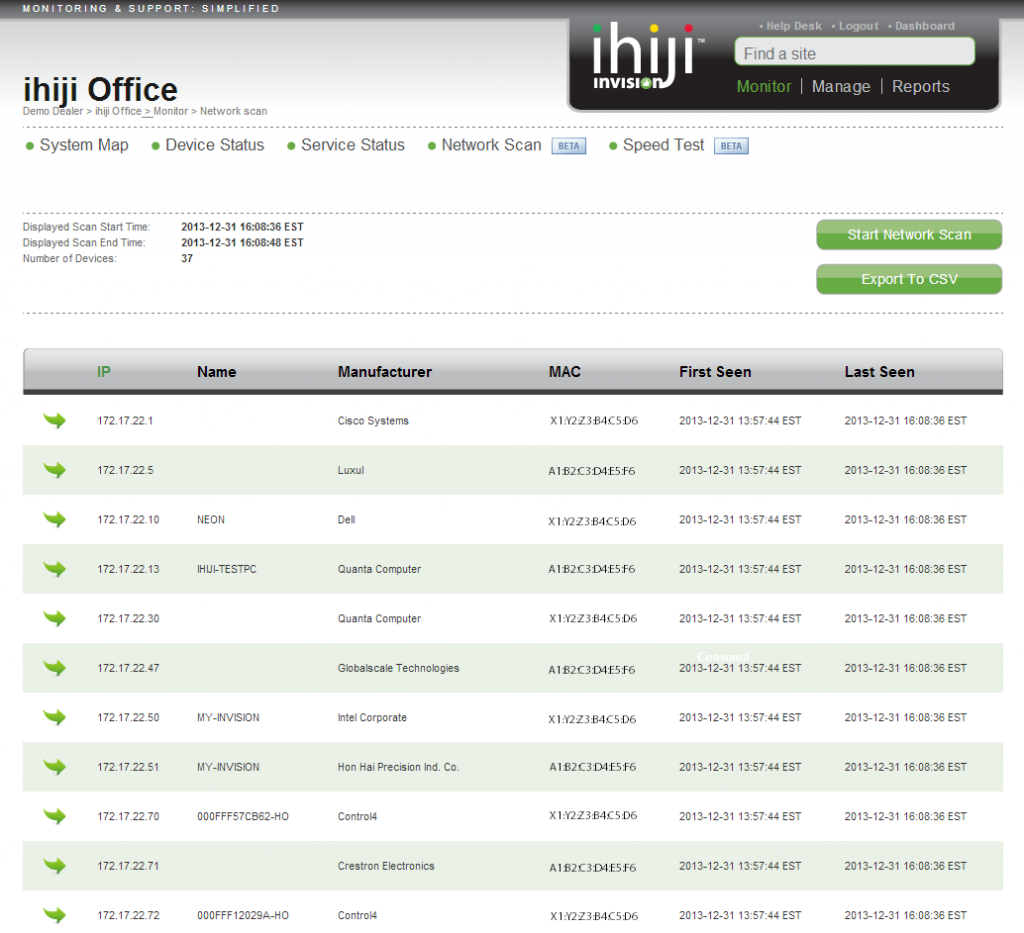 MONITORING & SUPPORT: SIMPLIFIED
• Help Desk • Logout • Dashboard
ihiji™
invision
Find a site
Monitor | Manage | Reports
ihiji Office
Demo Dealer > ihiji Office > Monitor > Network scan
System Map Device Status Service Status Network Scan BETA Speed Test BETA
Displayed Scan Start Time: 2013-12-31 16:08:36 EST
Displayed Scan End Time: 2013-12-31 16:08:48 EST
Number of Devices: 37
Start Network Scan
Export To CSV
IP Name Manufacturer MAC First Seen Last Seen
172.17.22.1 Cisco Systems X1:Y2:Z3:B4:C5:D6 2013-12-31 13:57:44 EST 2013-12-31 16:08:36 EST
172.17.22.5 Luxul A1:B2:C3:D4:E5:F6 2013-12-31 13:57:44 EST 2013-12-31 16:08:36 EST
172.17.22.10 NEON Dell X1:Y2:Z3:B4:C5:D6 2013-12-31 13:57:44 EST 2013-12-31 16:08:36 EST
172.17.22.13 IHIJI-TESTPC Quanta Computer A1:B2:C3:D4:E5:F6 2013-12-31 13:57:44 EST 2013-12-31 16:08:36 EST
172.17.22.30 Quanta Computer X1:Y2:Z3:B4:C5:D6 2013-12-31 13:57:44 EST 2013-12-31 16:08:36 EST
Censored
172.17.22.47 Globalscale Technologies A1:B2:C3:D4:E5:F6 2013-12-31 13:57:44 EST 2013-12-31 16:08:36 EST
172.17.22.50 MY-INVISION Intel Corporate X1:Y2:Z3:B4:C5:D6 2013-12-31 13:57:44 EST 2013-12-31 16:08:36 EST
172.17.22.51 MY-INVISION Hon Hai Precision Ind. Co. A1:B2:C3:D4:E5:F6 2013-12-31 13:57:44 EST 2013-12-31 16:08:36 EST
172.17.22.70 000FFF57CB62-HO Control4 X1:Y2:Z3:B4:C5:D6 2013-12-31 13:57:44 EST 2013-12-31 16:08:36 EST
172.17.22.71 Crestron Electronics A1:B2:C3:D4:E5:F6 2013-12-31 13:57:44 EST 2013-12-31 16:08:36 EST
172.17.22.72 000FFF12029A-HO Control4 X1:Y2:Z3:B4:C5:D6 2013-12-31 13:57:44 EST 2013-12-31 16:08:36 EST